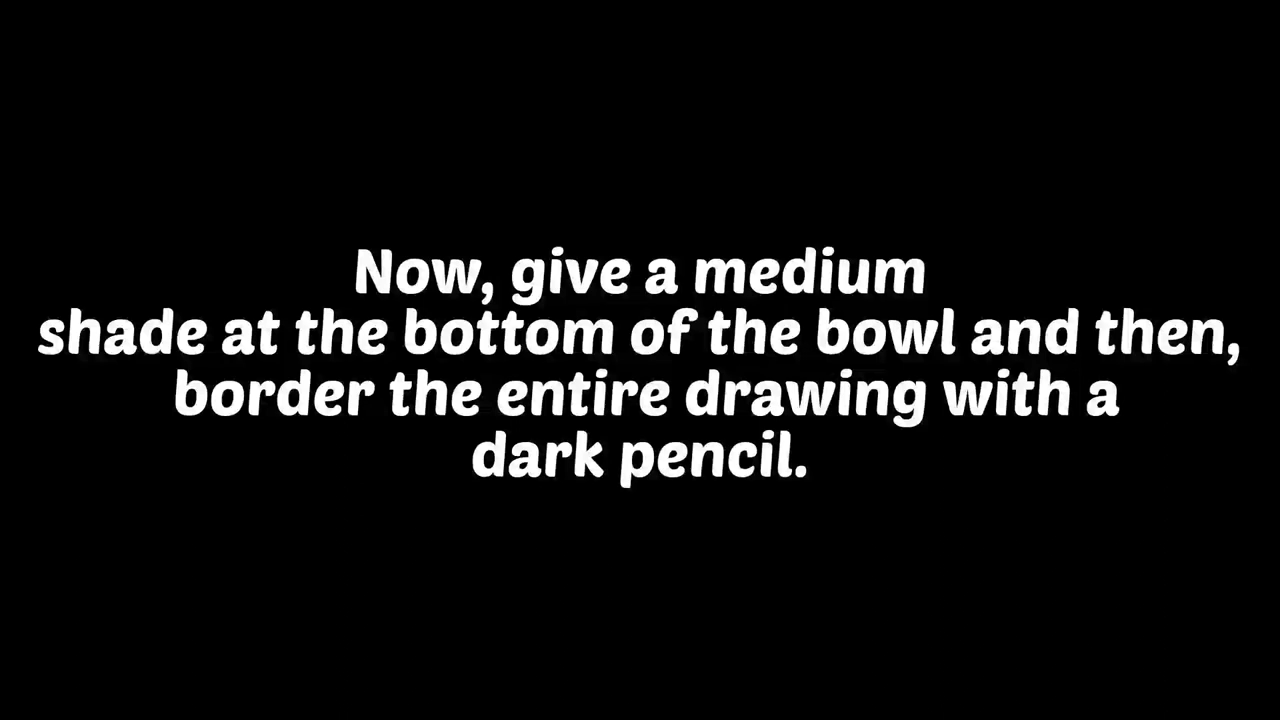 Now, give a medium
shade at the bottom of the bowl and then,
border the entire drawing with a
dark pencil.